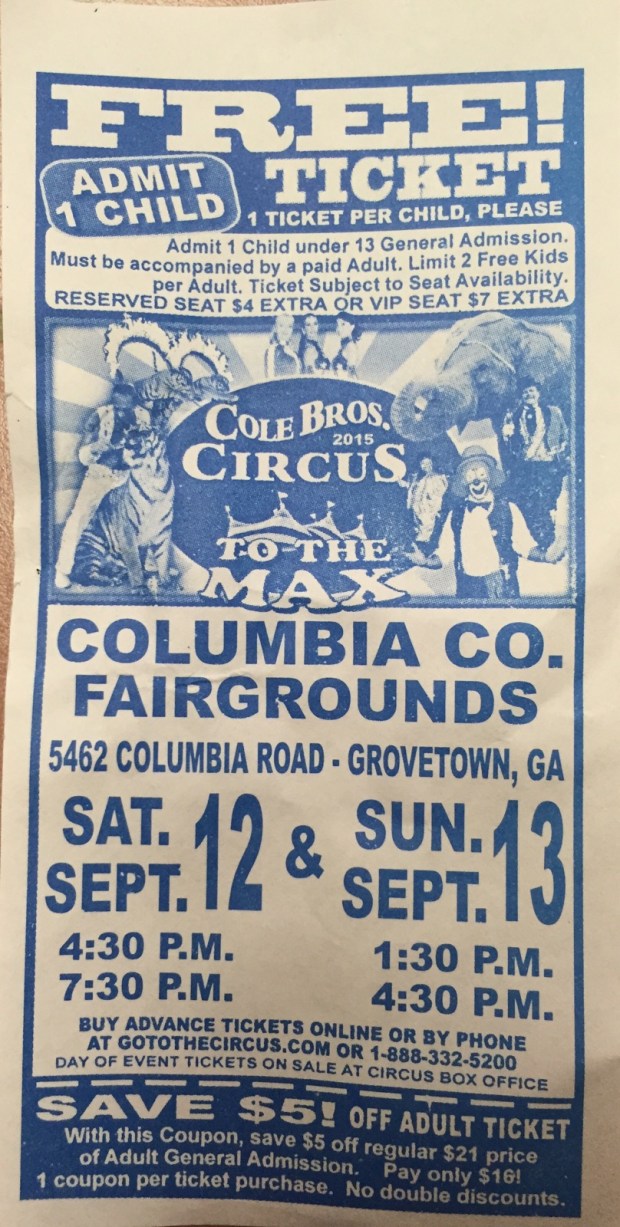 FREE!
ADMIT
1 CHILD
TICKET
1 TICKET PER CHILD, PLEASE
Admit 1 Child under 13 General Admission.
Must be accompanied by a paid Adult. Limit 2 Free Kids
per Adult. Ticket Subject to Seat Availability.
RESERVED SEAT $4 EXTRA OR VIP SEAT $7 EXTRA
COLE BROS.
2015
CIRCUS
TO THE
MAX
COLUMBIA CO.
FAIRGROUNDS
5462 COLUMBIA ROAD - GROVETOWN, GA
SAT. SEPT. 12 & SUN. SEPT. 13
4:30 P.M. 1:30 P.M.
7:30 P.M. 4:30 P.M.
BUY ADVANCE TICKETS ONLINE OR BY PHONE
AT GOTOTHECIRCUS.COM OR 1-888-332-5200
DAY OF EVENT TICKETS ON SALE AT CIRCUS BOX OFFICE
SAVE $5! OFF ADULT TICKET
With this Coupon, save $5 off regular $21 price
of Adult General Admission. Pay only $16!
1 coupon per ticket purchase. No double discounts.